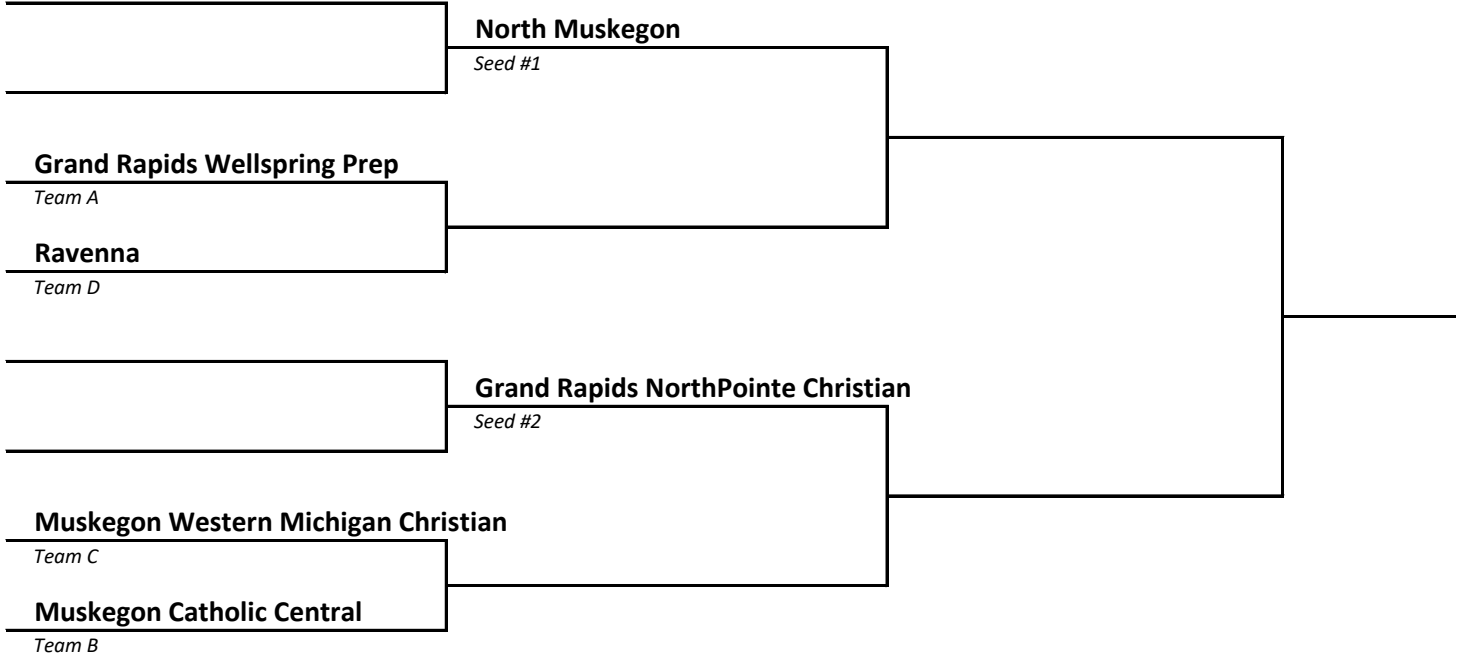 North Muskegon
Seed #1
Grand Rapids Wellspring Prep
Team A
Ravenna
Team D
Grand Rapids NorthPointe Christian
Seed #2
Muskegon Western Michigan Christian
Team C
Muskegon Catholic Central
Team B